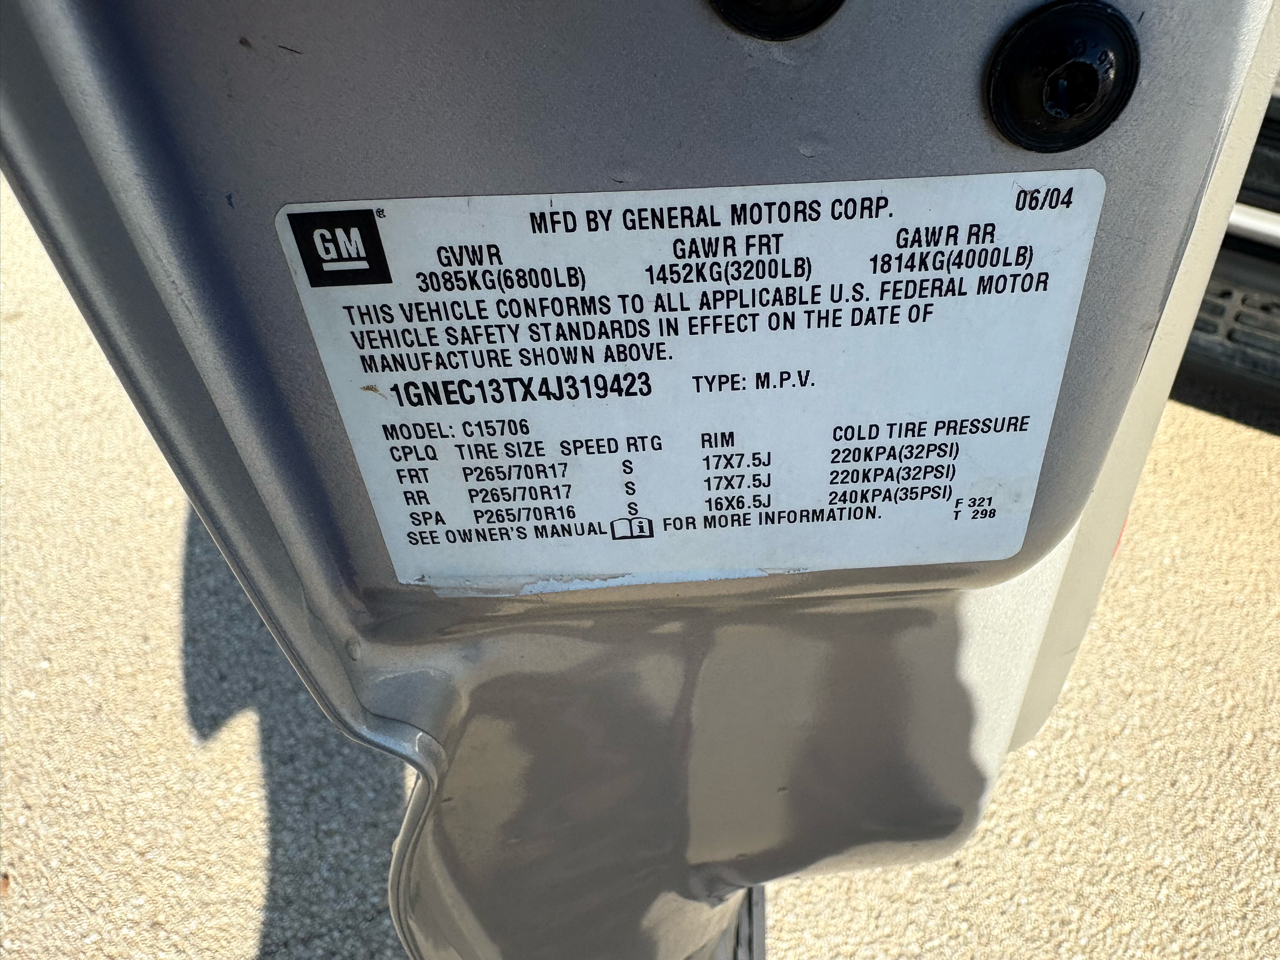 GM®
MFD BY GENERAL MOTORS CORP. 06/04
GVWR GAWR FRT GAWR RR
3085KG(6800LB) 1452KG(3200LB) 1814KG(4000LB)
THIS VEHICLE CONFORMS TO ALL APPLICABLE U.S. FEDERAL MOTOR
VEHICLE SAFETY STANDARDS IN EFFECT ON THE DATE OF
MANUFACTURE SHOWN ABOVE.
1GNEC13TX4J319423 TYPE: M.P.V.
MODEL: C15706
CPLQ TIRE SIZE SPEED RTG RIM COLD TIRE PRESSURE
FRT P265/70R17 S 17X7.5J 220KPA(32PSI)
RR P265/70R17 S 17X7.5J 220KPA(32PSI)
SPA P265/70R16 S 16X6.5J 240KPA(35PSI) F 321
SEE OWNER'S MANUAL i FOR MORE INFORMATION. T 298